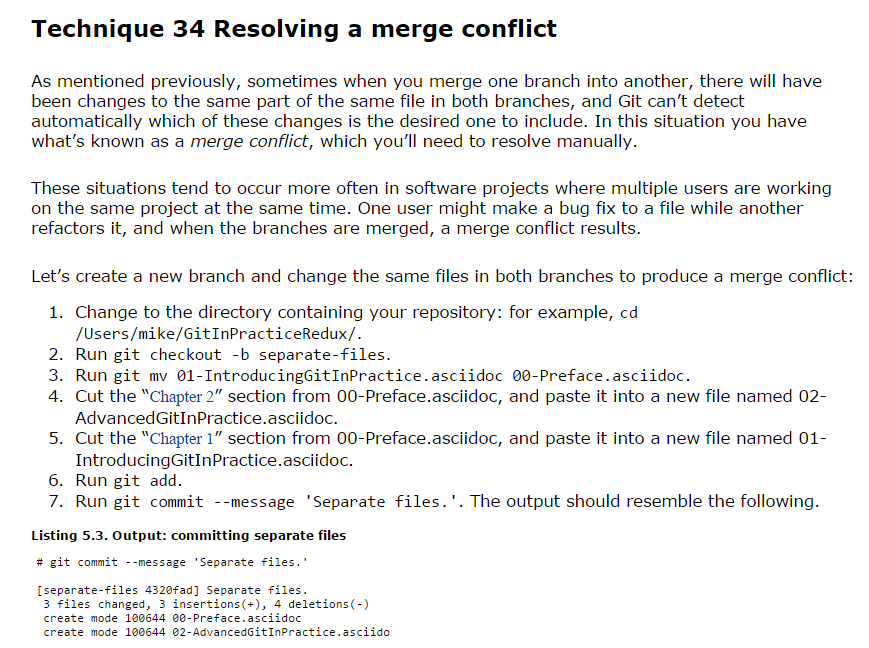 Technique 34 Resolving a merge conflict
As mentioned previously, sometimes when you merge one branch into another, there will have
been changes to the same part of the same file in both branches, and Git can’t detect
automatically which of these changes is the desired one to include. In this situation you have
what’s known as a merge conflict, which you’ll need to resolve manually.
These situations tend to occur more often in software projects where multiple users are working
on the same project at the same time. One user might make a bug fix to a file while another
refactors it, and when the branches are merged, a merge conflict results.
Let’s create a new branch and change the same files in both branches to produce a merge conflict:
1. Change to the directory containing your repository: for example, cd
/Users/mike/GitInPracticeRedux/.
2. Run git checkout -b separate-files.
3. Run git mv 01-IntroducingGitInPractice.asciidoc 00-Preface.asciidoc.
4. Cut the “Chapter 2” section from 00-Preface.asciidoc, and paste it into a new file named 02-
AdvancedGitInPractice.asciidoc.
5. Cut the “Chapter 1” section from 00-Preface.asciidoc, and paste it into a new file named 01-
IntroducingGitInPractice.asciidoc.
6. Run git add.
7. Run git commit --message 'Separate files.'. The output should resemble the following.
Listing 5.3. Output: committing separate files
# git commit --message 'Separate files.'
[separate-files 4320fad] Separate files.
3 files changed, 3 insertions(+), 4 deletions(-)
create mode 100644 00-Preface.asciidoc
create mode 100644 02-AdvancedGitInPractice.asciido